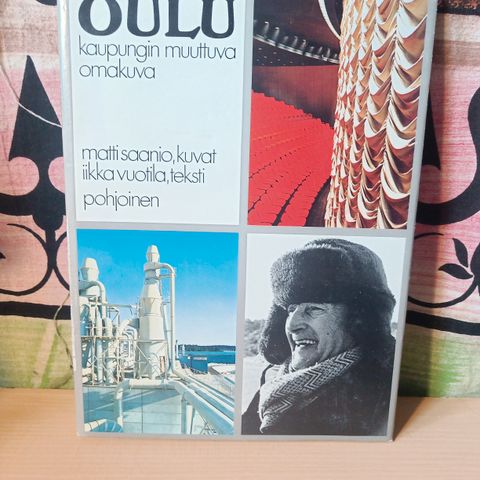 OULU
kaupungin muuttuva
omakuva
matti saanio, kuvat
iikka vuotila, teksti
pohjoinen